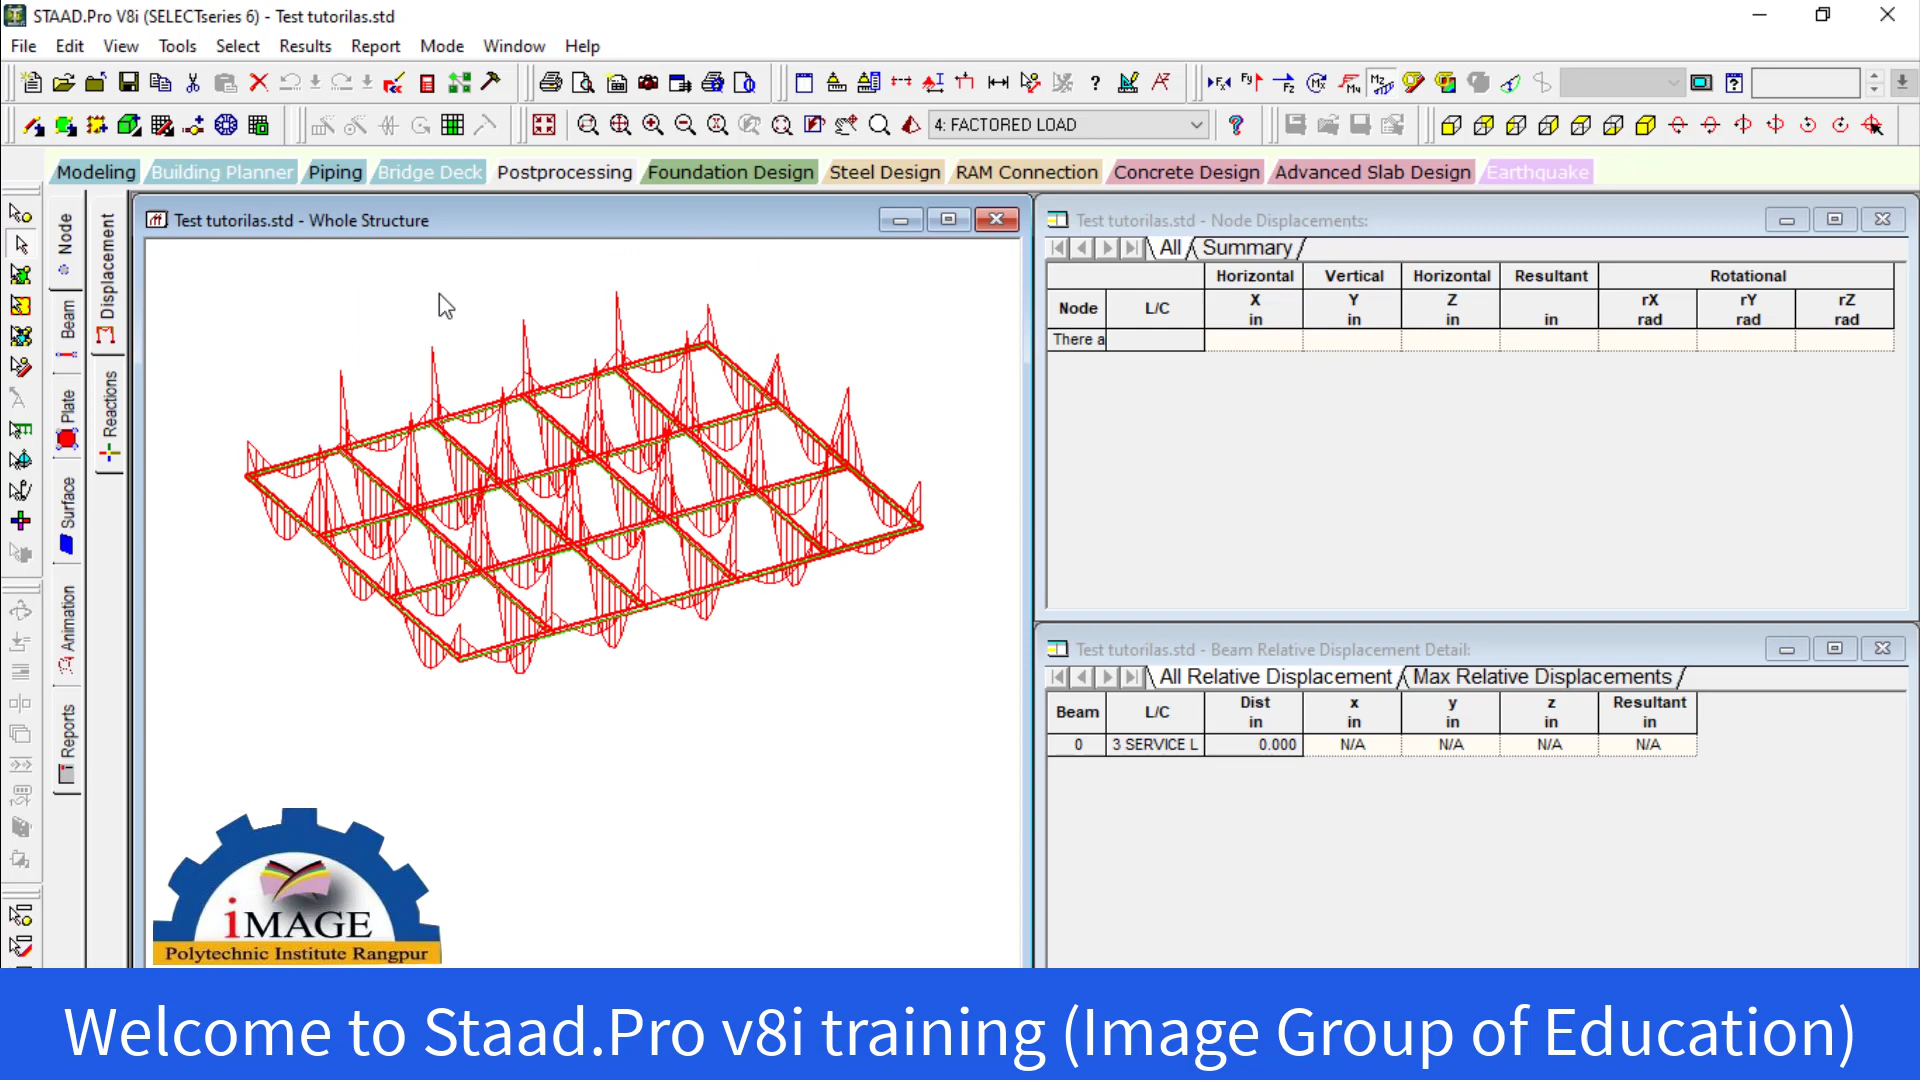 STAAD.Pro V8i (SELECTseries 6) - Test tutorilas.std
File Edit View Tools Select Results Report Mode Window Help
4: FACTORED LOAD
Modeling Building Planner Piping Bridge Deck Postprocessing Foundation Design Steel Design RAM Connection Concrete Design Advanced Slab Design Earthquake
Node
Beam
Plate
Surface
Animation
Reports
Displacement
Reactions
Test tutorilas.std - Whole Structure
iMAGE
Polytechnic Institute Rangpur
Test tutorilas.std - Node Displacements:
All Summary
Horizontal Vertical Horizontal Resultant Rotational
Node L/C X in Y in Z in in rX rad rY rad rZ rad
There a
Test tutorilas.std - Beam Relative Displacement Detail:
All Relative Displacement Max Relative Displacements
Beam L/C Dist in x in y in z in Resultant in
0 3 SERVICE L 0.000 N/A N/A N/A N/A
Welcome to Staad.Pro v8i training (Image Group of Education)